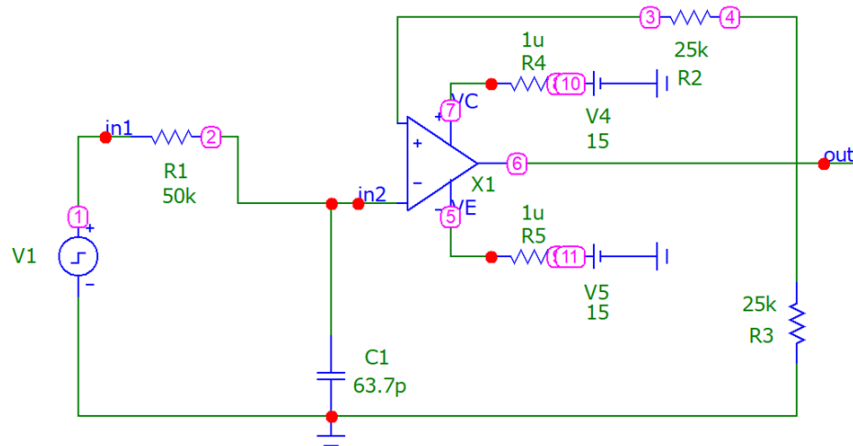 3
4
1u
25k
R4
R2
10
VC
V4
7
15
in1
2
+
out
R1
6
50k
X1
−
in2
1
+
VE
1u
5
R5
V1
11
−
V5
25k
15
R3
C1
63.7p